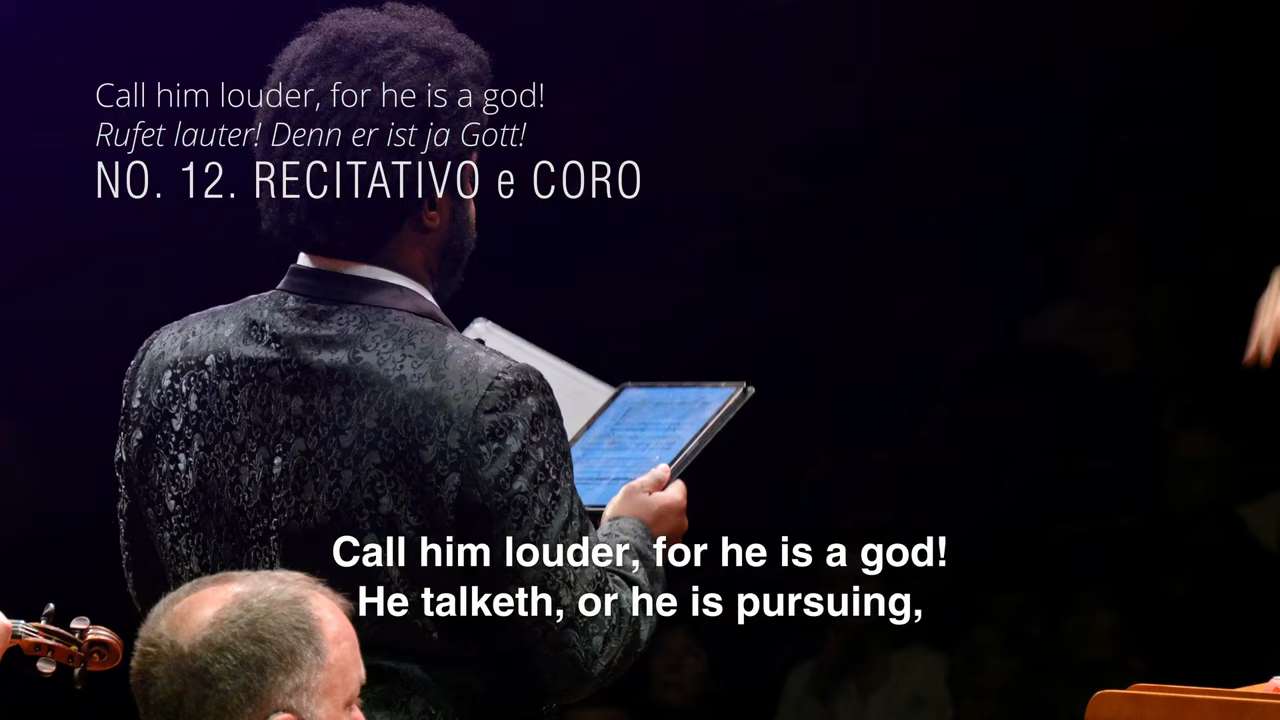 Call him louder, for he is a god!
Rufet lauter! Denn er ist ja Gott!
NO. 12. RECITATIVO e CORO
Call him louder, for he is a god!
He talketh, or he is pursuing,